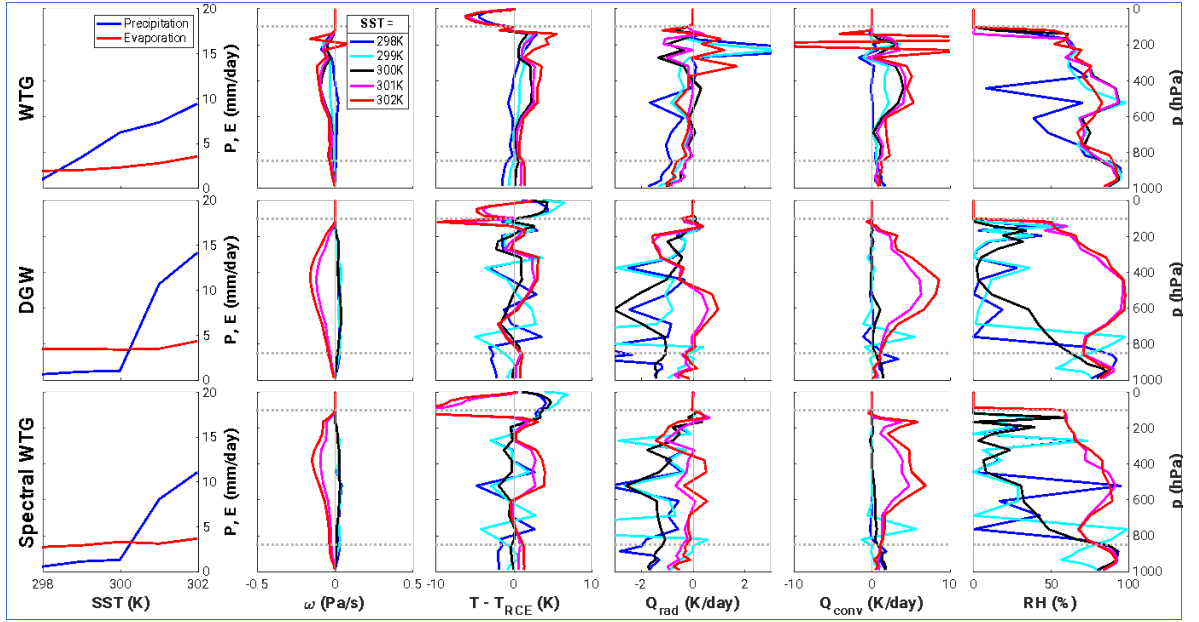 Precipitation
Evaporation
SST =
298K
299K
300K
301K
302K
WTG
20
15
10
5
0
P, E (mm/day)
0
200
400
600
800
1000
p (hPa)
DGW
20
15
10
5
0
P, E (mm/day)
0
200
400
600
800
1000
p (hPa)
Spectral WTG
20
15
10
5
0
P, E (mm/day)
0
200
400
600
800
1000
p (hPa)
298 300 302
SST (K)
-0.5 0 0.5
ω (Pa/s)
-10 0 10
T - T_RCE (K)
-2 0 2
Q_rad (K/day)
-10 0 10
Q_conv (K/day)
0 50 100
RH (%)